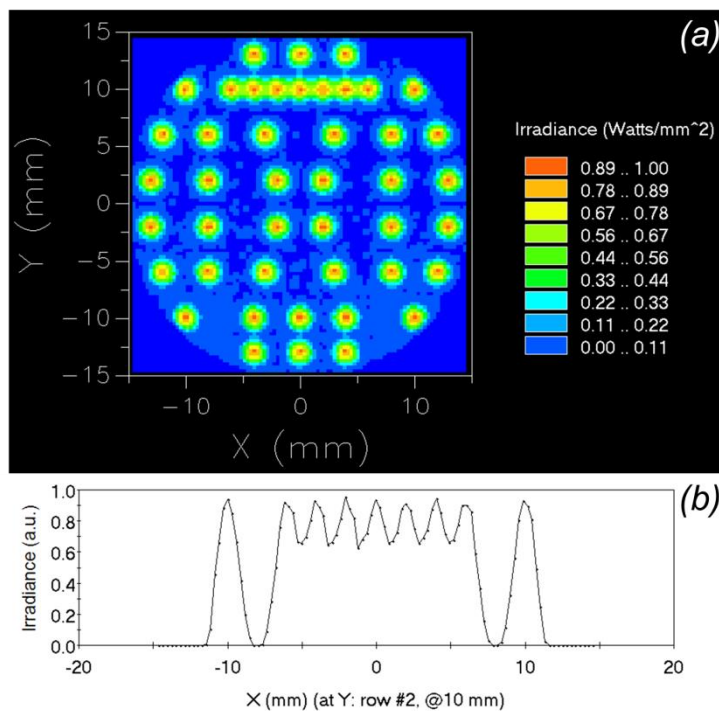 (a)
15
10
5
0
−5
−10
−15
Y (mm)
−10
0
10
X (mm)
Irradiance (Watts/mm^2)
0.89 .. 1.00
0.78 .. 0.89
0.67 .. 0.78
0.56 .. 0.67
0.44 .. 0.56
0.33 .. 0.44
0.22 .. 0.33
0.11 .. 0.22
0.00 .. 0.11
(b)
Irradiance (a.u.)
1.0
0.8
0.6
0.4
0.2
0.0
-20
-10
0
10
20
X (mm) (at Y: row #2, @10 mm)